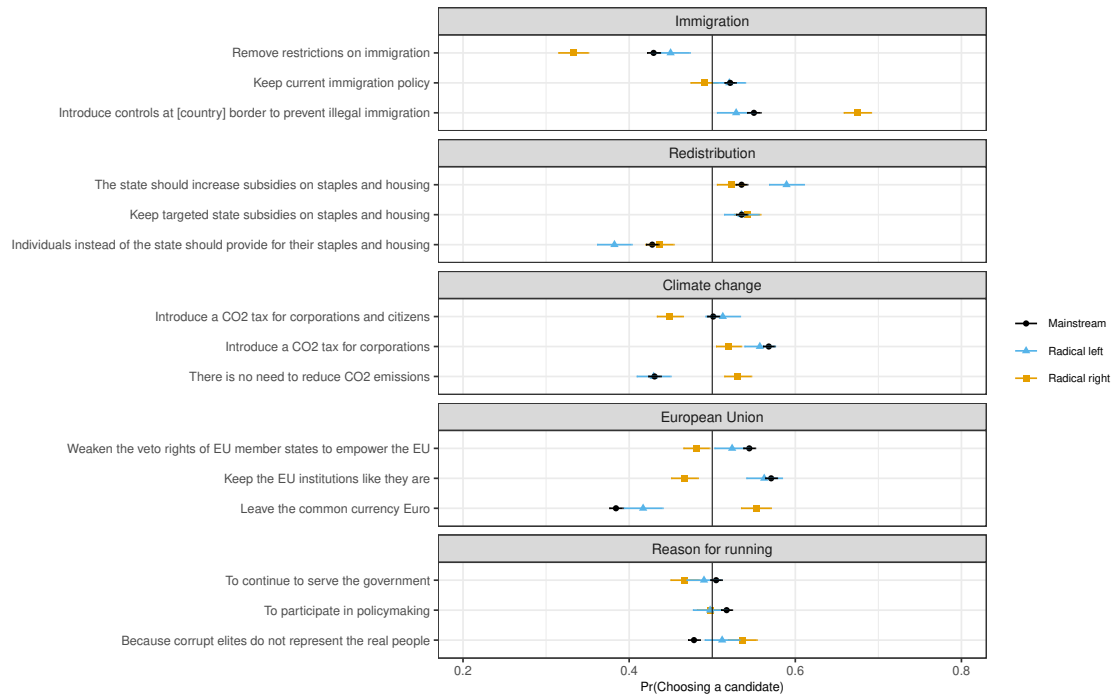 Immigration
Remove restrictions on immigration
Keep current immigration policy
Introduce controls at [country] border to prevent illegal immigration
Redistribution
The state should increase subsidies on staples and housing
Keep targeted state subsidies on staples and housing
Individuals instead of the state should provide for their staples and housing
Climate change
Introduce a CO2 tax for corporations and citizens
Introduce a CO2 tax for corporations
There is no need to reduce CO2 emissions
Mainstream
Radical left
Radical right
European Union
Weaken the veto rights of EU member states to empower the EU
Keep the EU institutions like they are
Leave the common currency Euro
Reason for running
To continue to serve the government
To participate in policymaking
Because corrupt elites do not represent the real people
0.2 0.4 0.6 0.8
Pr(Choosing a candidate)